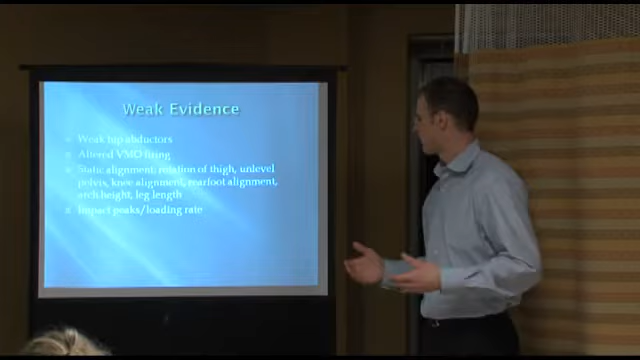 Weak Evidence
Weak hip abductors
Altered VMO firing
Static alignment: rotation of thigh, unlevel
pelvis, knee alignment, rearfoot alignment,
arch height, leg length
Impact peaks/loading rate